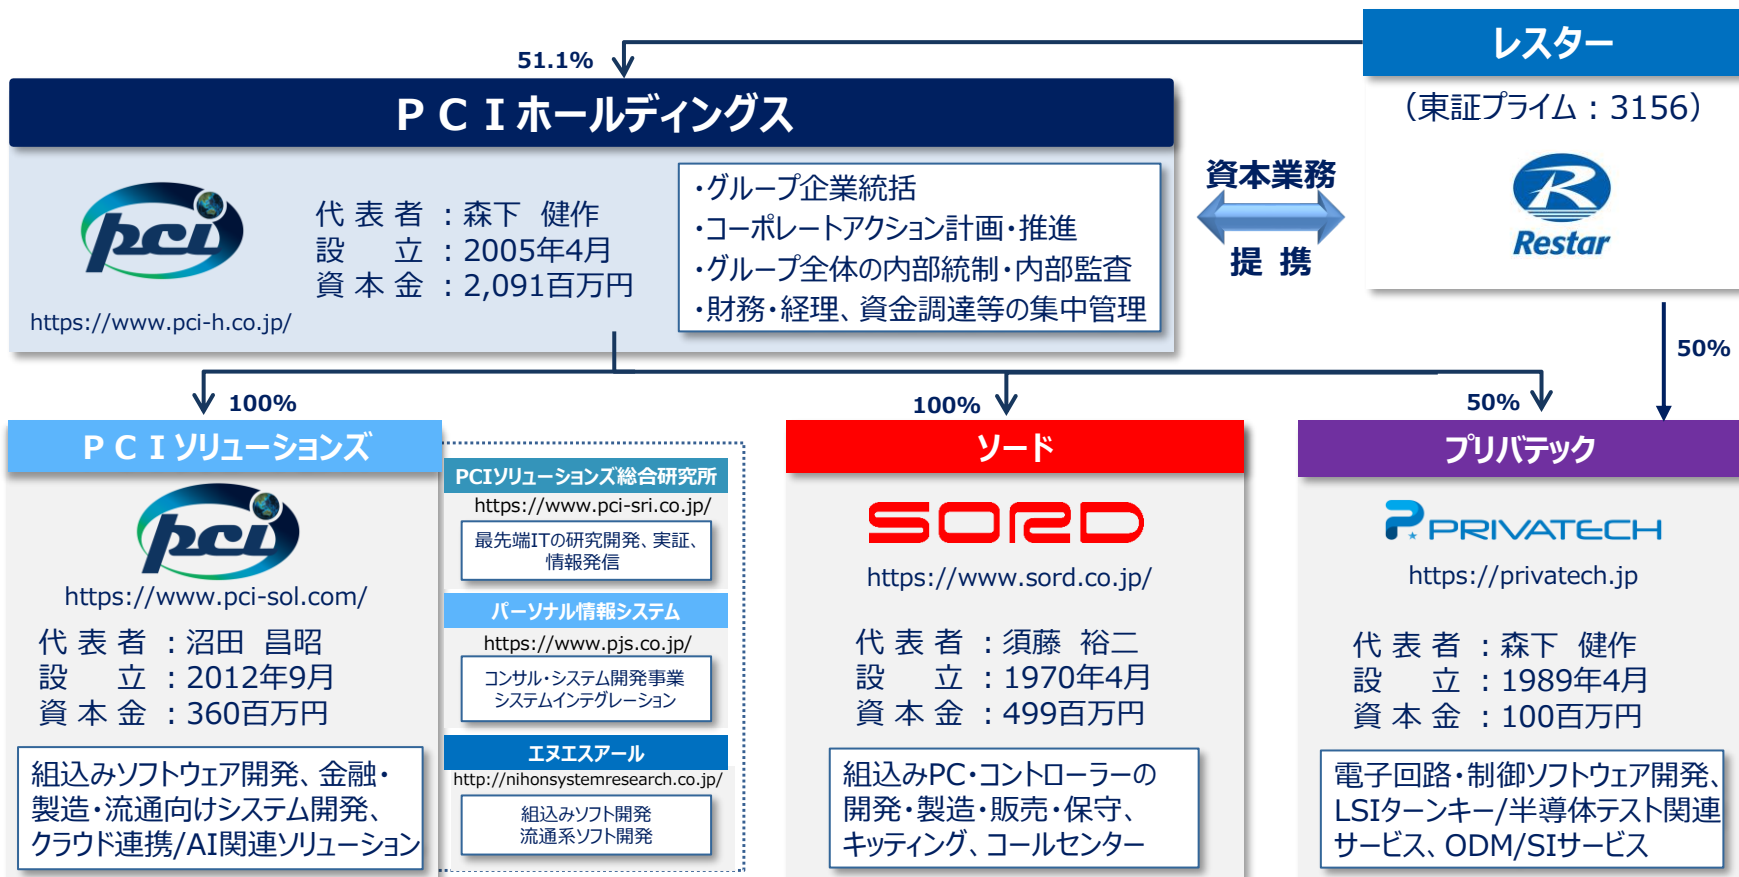 レスター
（東証プライム：3156）
Restar
51.1%
ＰＣＩホールディングス
pci
https://www.pci-h.co.jp/
代 表 者 ：森下 健作
設 立 ：2005年4月
資 本 金 ：2,091百万円
・グループ企業統括
・コーポレートアクション計画・推進
・グループ全体の内部統制・内部監査
・財務・経理、資金調達等の集中管理
資本業務
提 携
50%
100%
100%
50%
ＰＣＩソリューションズ
pci
https://www.pci-sol.com/
代 表 者 ：沼田 昌昭
設 立 ：2012年9月
資 本 金 ：360百万円
組込みソフトウェア開発、金融・
製造・流通向けシステム開発、
クラウド連携/AI関連ソリューション
PCIソリューションズ総合研究所
https://www.pci-sri.co.jp/
最先端ITの研究開発、実証、
情報発信
パーソナル情報システム
https://www.pjs.co.jp/
コンサル・システム開発事業
システムインテグレーション
エヌエスアール
http://nihonsystemresearch.co.jp/
組込みソフト開発
流通系ソフト開発
ソード
SORD
https://www.sord.co.jp/
代 表 者 ：須藤 裕二
設 立 ：1970年4月
資 本 金 ：499百万円
組込みPC・コントローラーの
開発・製造・販売・保守、
キッティング、コールセンター
プリバテック
PRIVATECH
https://privatech.jp
代 表 者 ：森下 健作
設 立 ：1989年4月
資 本 金 ：100百万円
電子回路・制御ソフトウェア開発、
LSIターンキー/半導体テスト関連
サービス、ODM/SIサービス